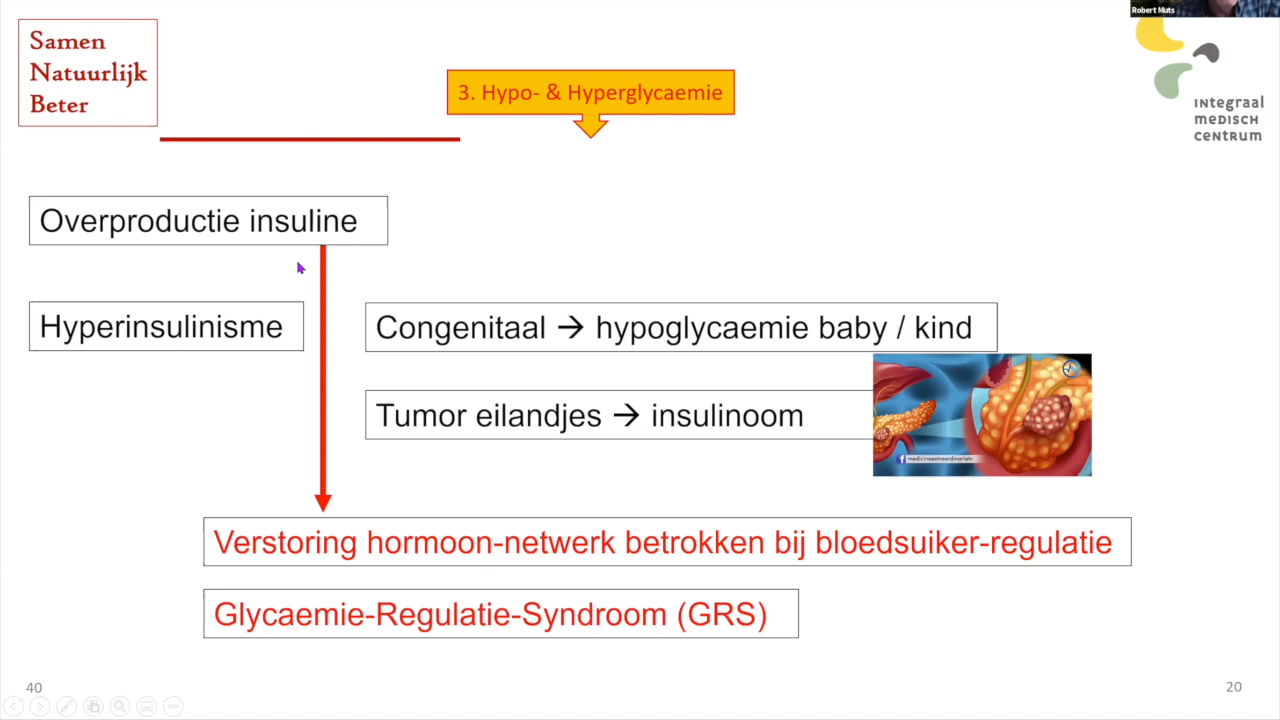 Robert Muts
Samen
Natuurlijk
Beter
3. Hypo- & Hyperglycaemie
INTEGRAAL
MEDISCH
CENTRUM
Overproductie insuline
Hyperinsulinisme
Congenitaal → hypoglycaemie baby / kind
Tumor eilandjes → insulinoom
medicinaextraordinariatv
Verstoring hormoon-netwerk betrokken bij bloedsuiker-regulatie
Glycaemie-Regulatie-Syndroom (GRS)
40
20